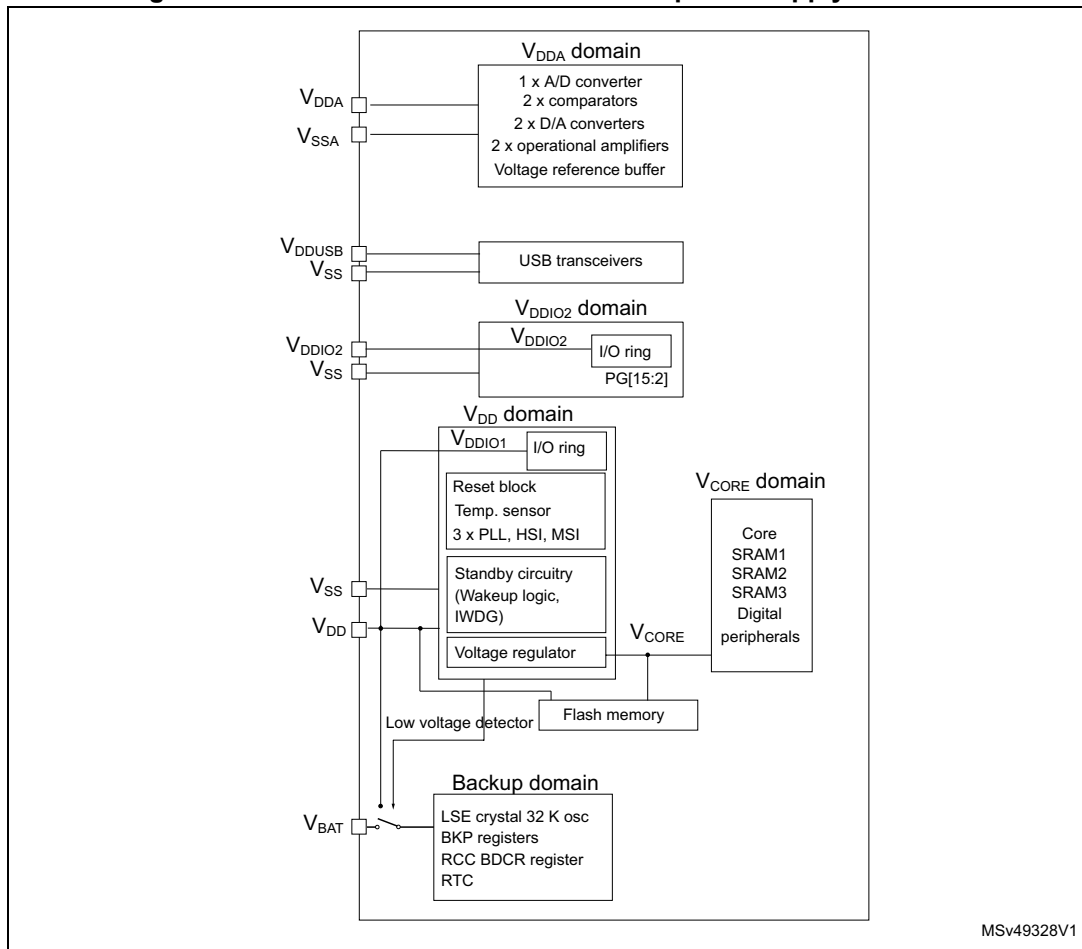 V_DDA domain
1 x A/D converter
2 x comparators
2 x D/A converters
2 x operational amplifiers
Voltage reference buffer
V_DDA
V_SSA
V_DDUSB
V_SS
USB transceivers
V_DDIO2 domain
V_DDIO2
V_DDIO2
V_SS
I/O ring
PG[15:2]
V_DD domain
V_DDIO1
I/O ring
Reset block
Temp. sensor
3 x PLL, HSI, MSI
V_SS
Standby circuitry
(Wakeup logic,
IWDG)
V_DD
Voltage regulator
V_CORE
V_CORE domain
Core
SRAM1
SRAM2
SRAM3
Digital
peripherals
Flash memory
Low voltage detector
Backup domain
V_BAT
LSE crystal 32 K osc
BKP registers
RCC BDCR register
RTC
MSv49328V1